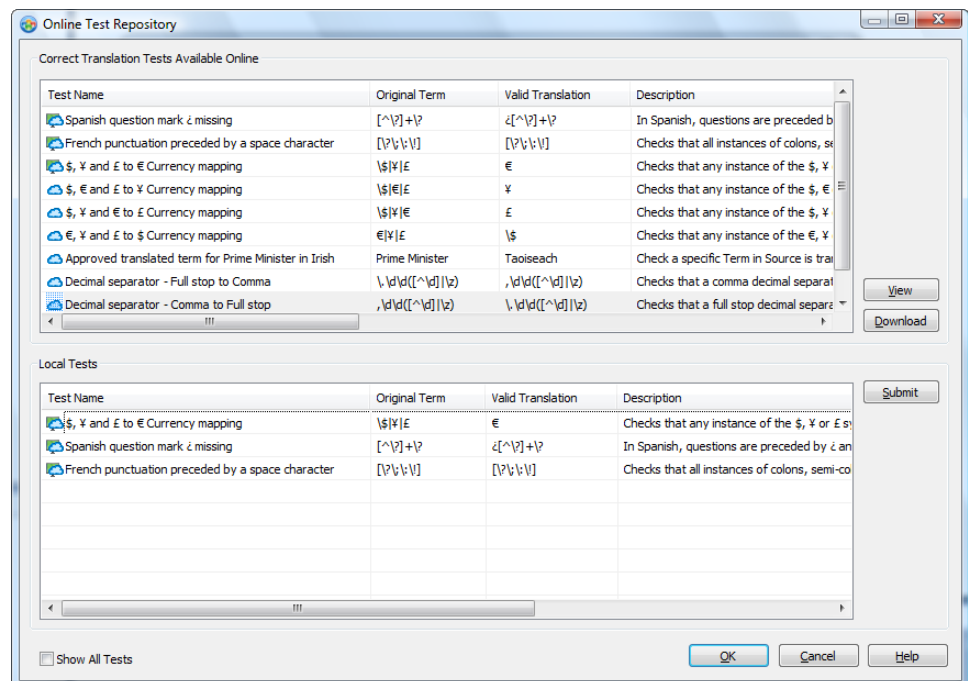 Online Test Repository
Correct Translation Tests Available Online
Test Name Original Term Valid Translation Description
Spanish question mark ¿ missing [^\?]+\? ¿[^\?]+\? In Spanish, questions are preceded b
French punctuation preceded by a space character [\?\;\:\!] [\?\;\:\!] Checks that all instances of colons, se
$, ¥ and £ to € Currency mapping \$|¥|£ € Checks that any instance of the $, ¥
$, € and £ to ¥ Currency mapping \$|€|£ ¥ Checks that any instance of the $, €
$, ¥ and € to £ Currency mapping \$|¥|€ £ Checks that any instance of the $, ¥
€, ¥ and £ to $ Currency mapping €|¥|£ \$ Checks that any instance of the €, ¥
Approved translated term for Prime Minister in Irish Prime Minister Taoiseach Check a specific Term in Source is trai
Decimal separator - Full stop to Comma \.\d\d([^\d]|\z) ,\d\d([^\d]|\z) Checks that a comma decimal separat
Decimal separator - Comma to Full stop ,\d\d([^\d]|\z) \.\d\d([^\d]|\z) Checks that a full stop decimal separa
View
Download
Local Tests
Submit
Test Name Original Term Valid Translation Description
$, ¥ and £ to € Currency mapping \$|¥|£ € Checks that any instance of the $, ¥ or £ sy
Spanish question mark ¿ missing [^\?]+\? ¿[^\?]+\? In Spanish, questions are preceded by ¿ an
French punctuation preceded by a space character [\?\;\:\!] [\?\;\:\!] Checks that all instances of colons, semi-col
Show All Tests
OK Cancel Help